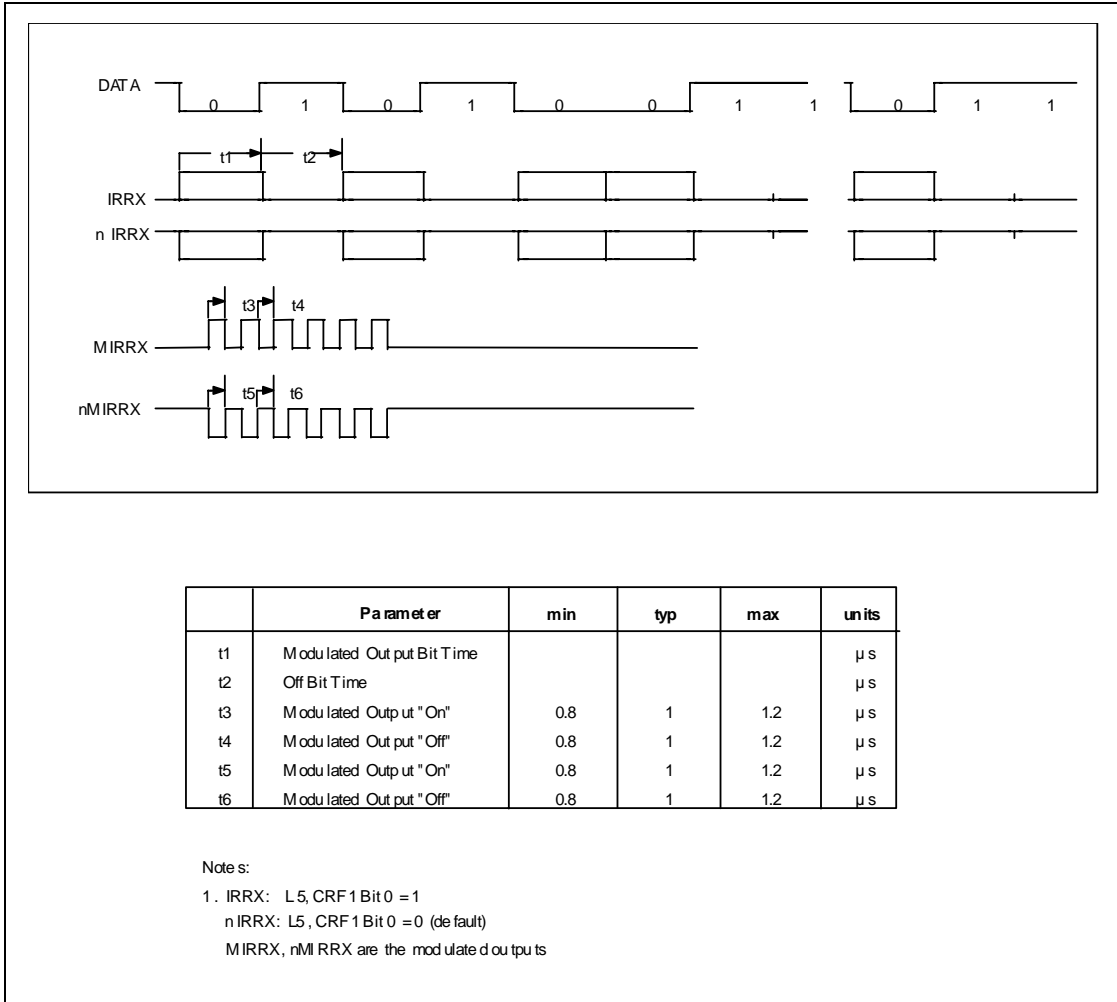 DATA 0 1 0 1 0 0 1 1 0 1 1
t1 t2
IRRX
n IRRX
t3 t4
MIRRX
t5 t6
nMIRRX
Parameter min typ max units
t1 Modulated Output Bit Time µs
t2 Off Bit Time µs
t3 Modulated Output "On" 0.8 1 1.2 µs
t4 Modulated Output "Off" 0.8 1 1.2 µs
t5 Modulated Output "On" 0.8 1 1.2 µs
t6 Modulated Output "Off" 0.8 1 1.2 µs
Notes:
1. IRRX: L5, CRF1 Bit 0 = 1
nIRRX: L5, CRF1 Bit 0 = 0 (default)
MIRRX, nMIRRX are the modulated outputs